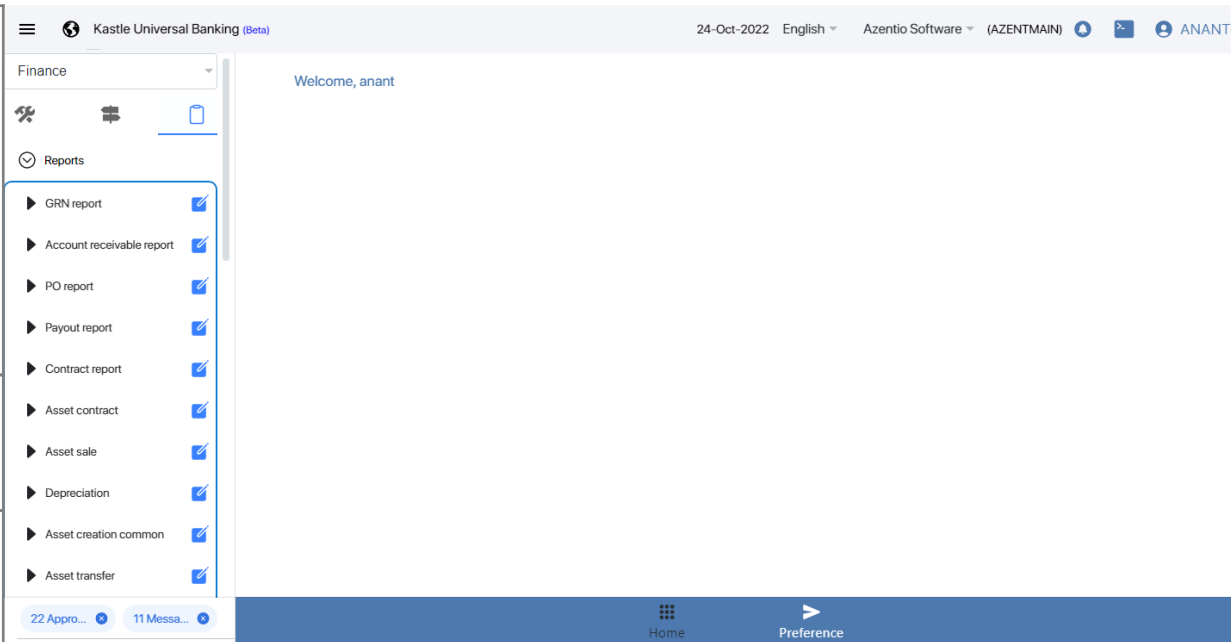 Kastle Universal Banking (Beta)
24-Oct-2022 English Azentio Software (AZENTMAIN) ANANT
Finance
Welcome, anant
Reports
GRN report
Account receivable report
PO report
Payout report
Contract report
Asset contract
Asset sale
Depreciation
Asset creation common
Asset transfer
22 Appro... 11 Messa...
Home
Preference